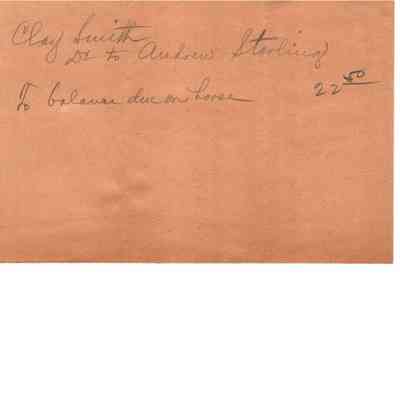 Clay Smith
Dr to Andrew Sterling
To balance due on horse 22 50